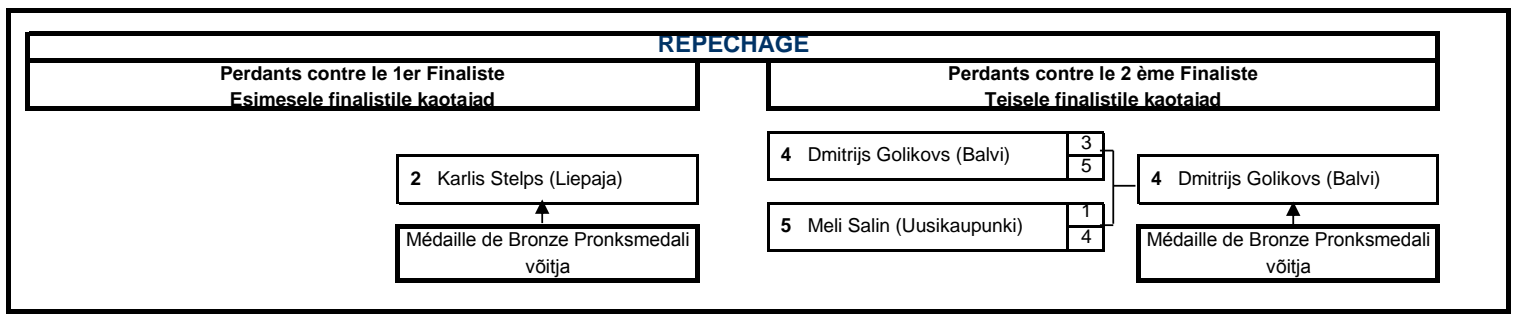 REPECHAGE
Perdants contre le 1er Finaliste
Esimesele finalistile kaotajad
Perdants contre le 2 ème Finaliste
Teisele finalistile kaotajad
2 Karlis Stelps (Liepaja)
Médaille de Bronze Pronksmedali
võitja
4 Dmitrijs Golikovs (Balvi)
3
5
5 Meli Salin (Uusikaupunki)
1
4
4 Dmitrijs Golikovs (Balvi)
Médaille de Bronze Pronksmedali
võitja